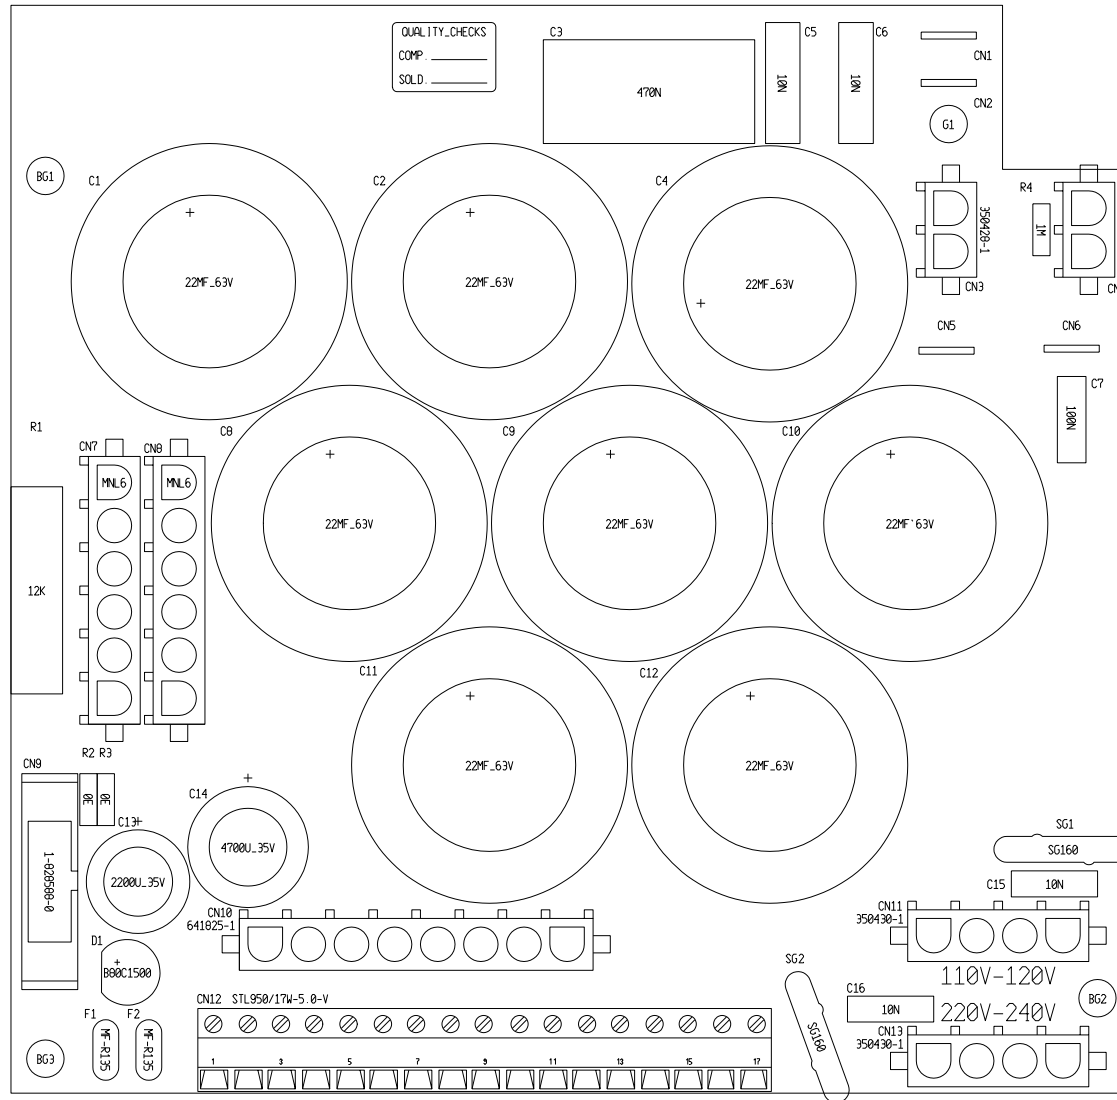 QUALITY_CHECKS
COMP.
SOLD.
C3
470N
C5
10N
C6
10N
CN1
CN2
G1
BG1
C1
22MF_63V
C2
22MF_63V
C4
22MF_63V
350428-1
CN3
R4
1M
CN
CN5
CN6
C7
100N
R1
12K
CN7
MNL6
CN8
MNL6
C8
22MF_63V
C9
22MF_63V
C10
22MF`63V
C11
22MF_63V
C12
22MF_63V
R2 R3
0E
0E
CN9
C13
2200U_35V
C14
4700U_35V
SG1
SG160
C15
10N
CN10
641825-1
CN11
350430-1
110V-120V
D1
B80C1500
SG2
SG160
C16
10N
220V-240V
BG2
CN12 STL950/17W-5.0-V
1 3 5 7 9 11 13 15 17
CN13
350430-1
F1
MF-R135
F2
MF-R135
BG3